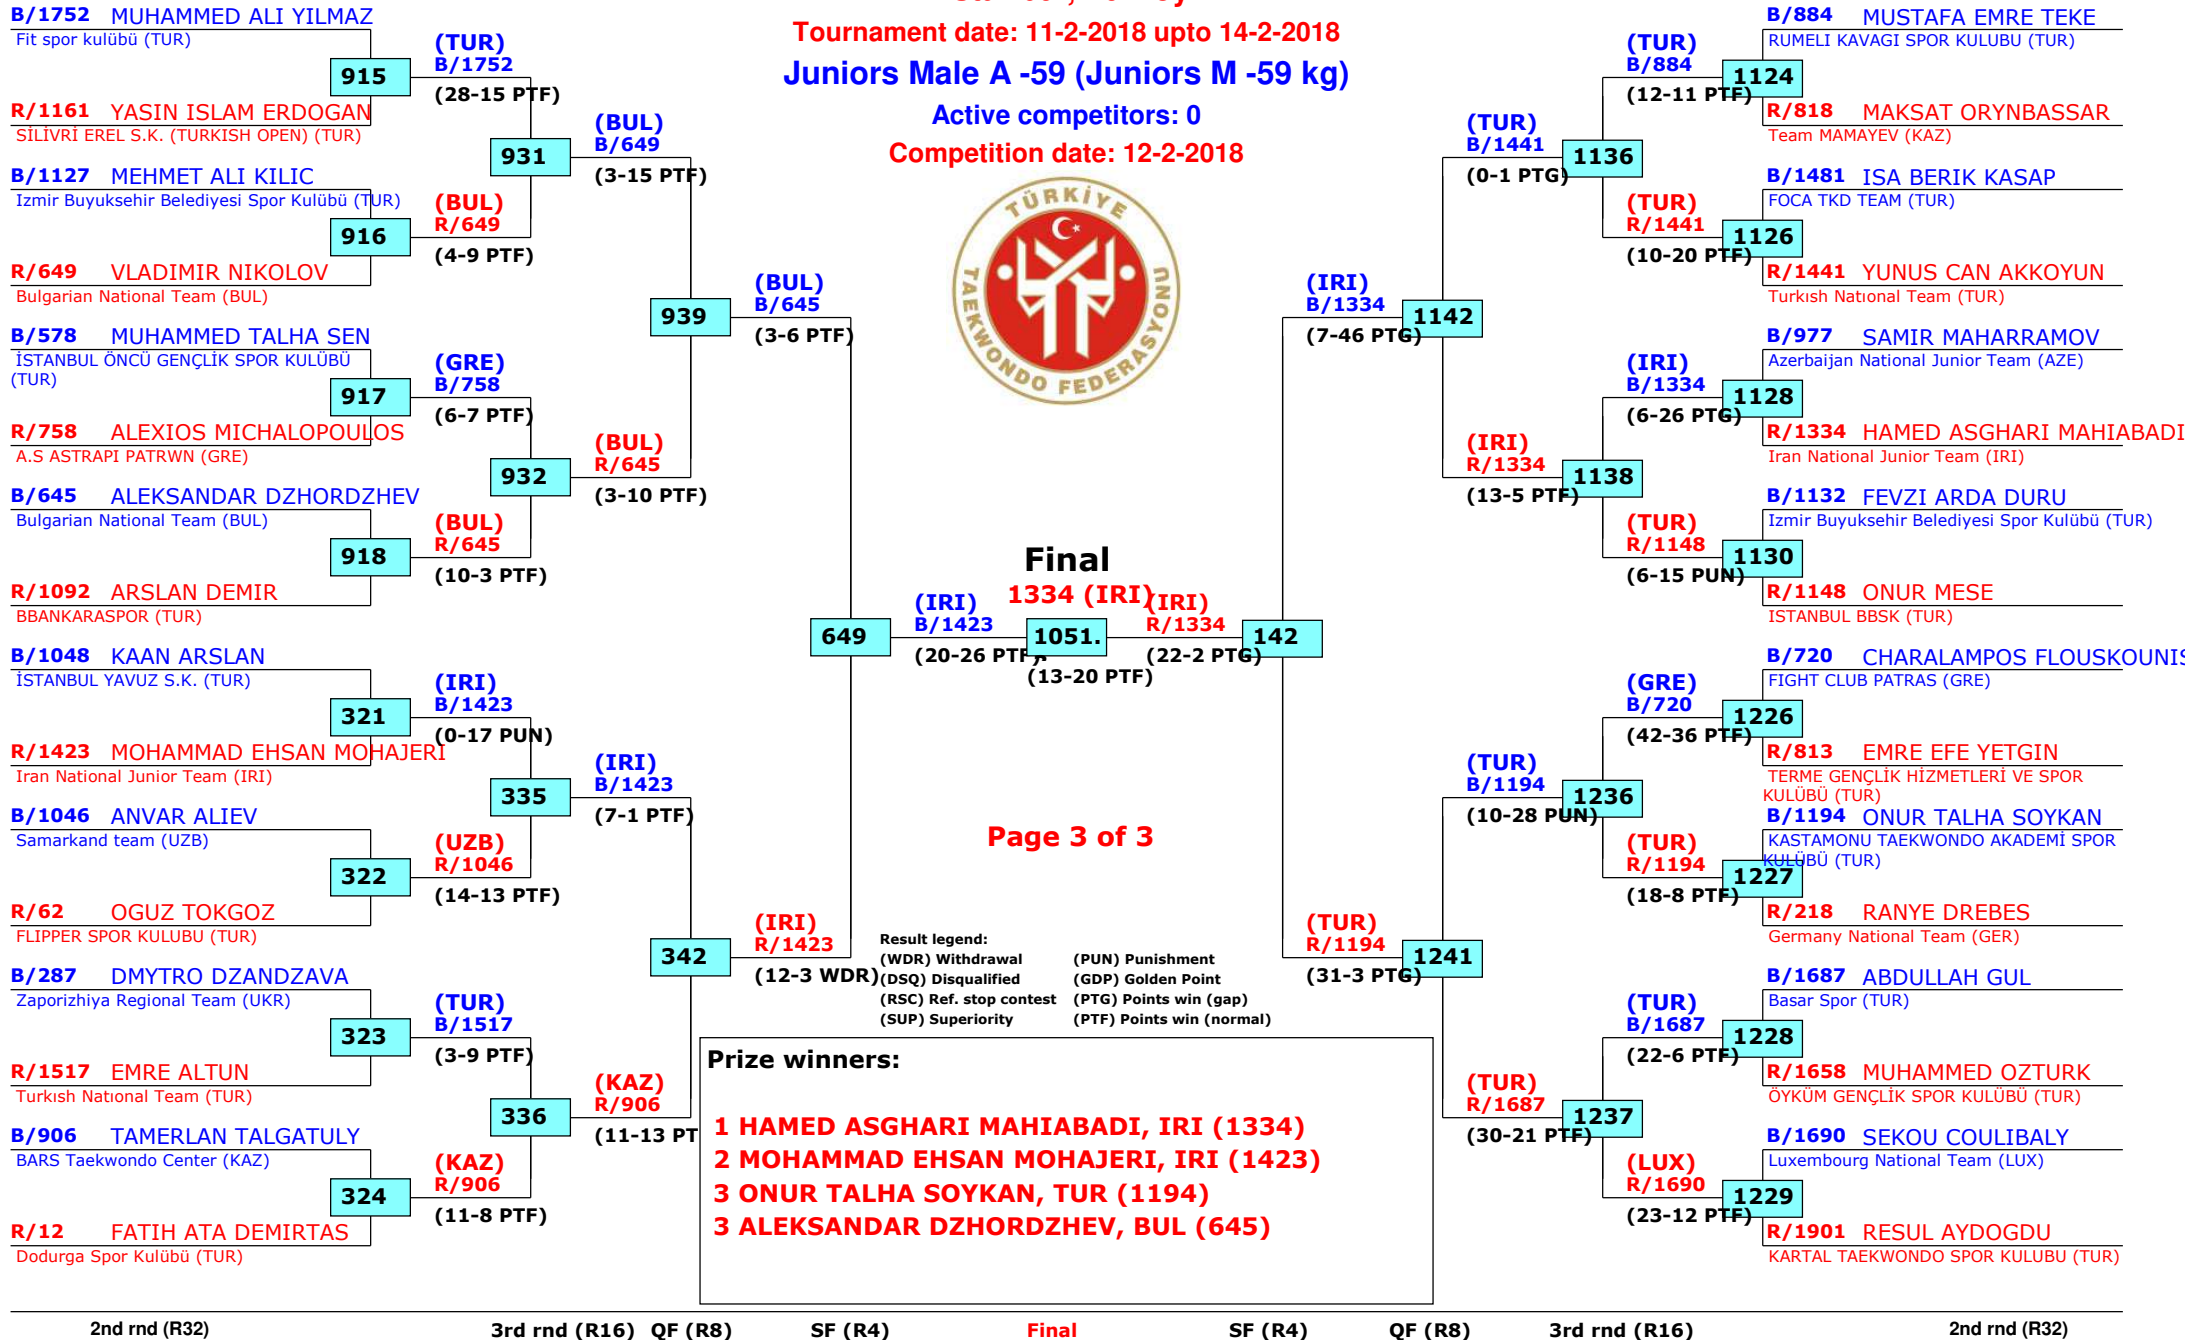 Tournament date: 11-2-2018 upto 14-2-2018
Juniors Male A -59 (Juniors M -59 kg)
Active competitors: 0
Competition date: 12-2-2018
TÜRKİYE
TAEKWONDO FEDERASYONU
B/1752 MUHAMMED ALI YILMAZ
Fit spor kulübü (TUR)
915
R/1161 YASIN ISLAM ERDOGAN
SİLİVRİ EREL S.K. (TURKISH OPEN) (TUR)
B/1127 MEHMET ALI KILIC
Izmir Buyuksehir Belediyesi Spor Kulübü (TUR)
916
R/649 VLADIMIR NIKOLOV
Bulgarian National Team (BUL)
B/578 MUHAMMED TALHA SEN
İSTANBUL ÖNCÜ GENÇLİK SPOR KULÜBÜ
(TUR)
917
R/758 ALEXIOS MICHALOPOULOS
A.S ASTRAPI PATRWN (GRE)
B/645 ALEKSANDAR DZHORDZHEV
Bulgarian National Team (BUL)
918
R/1092 ARSLAN DEMIR
BBANKARASPOR (TUR)
B/1048 KAAN ARSLAN
İSTANBUL YAVUZ S.K. (TUR)
321
R/1423 MOHAMMAD EHSAN MOHAJERI
Iran National Junior Team (IRI)
B/1046 ANVAR ALIEV
Samarkand team (UZB)
322
R/62 OGUZ TOKGOZ
FLIPPER SPOR KULUBU (TUR)
B/287 DMYTRO DZANDZAVA
Zaporizhiya Regional Team (UKR)
323
R/1517 EMRE ALTUN
Turkısh Natıonal Team (TUR)
B/906 TAMERLAN TALGATULY
BARS Taekwondo Center (KAZ)
324
R/12 FATIH ATA DEMIRTAS
Dodurga Spor Kulübü (TUR)
(TUR)
B/1752
(28-15 PTF)
931
(BUL)
R/649
(4-9 PTF)
(GRE)
B/758
(6-7 PTF)
932
(BUL)
R/645
(10-3 PTF)
(IRI)
B/1423
(0-17 PUN)
335
(UZB)
R/1046
(14-13 PTF)
(TUR)
B/1517
(3-9 PTF)
336
(KAZ)
R/906
(11-8 PTF)
(BUL)
B/649
(3-15 PTF)
939
(BUL)
R/645
(3-10 PTF)
(IRI)
B/1423
(7-1 PTF)
342
(KAZ)
R/906
(11-13 PT
(BUL)
B/645
(3-6 PTF)
649
(IRI)
R/1423
(12-3 WDR)
(IRI)
B/1423
(20-26 PTF)
Final
1334 (IRI)
1051.
(13-20 PTF)
(IRI)
R/1334
(22-2 PTG)
142
(IRI)
B/1334
(7-46 PTG)
1142
(TUR)
R/1194
(31-3 PTG)
1241
(TUR)
B/1441
(0-1 PTG)
1136
(IRI)
R/1334
(13-5 PTF)
1138
(TUR)
B/1194
(10-28 PUN)
1236
(TUR)
R/1687
(30-21 PTF)
1237
(TUR)
B/884
(12-11 PTF)
(TUR)
R/1441
(10-20 PTF)
(IRI)
B/1334
(6-26 PTG)
(TUR)
R/1148
(6-15 PUN)
(GRE)
B/720
(42-36 PTF)
(TUR)
R/1194
(18-8 PTF)
(TUR)
B/1687
(22-6 PTF)
(LUX)
R/1690
(23-12 PTF)
B/884 MUSTAFA EMRE TEKE
RUMELI KAVAGI SPOR KULUBU (TUR)
1124
R/818 MAKSAT ORYNBASSAR
Team MAMAYEV (KAZ)
B/1481 ISA BERIK KASAP
FOCA TKD TEAM (TUR)
1126
R/1441 YUNUS CAN AKKOYUN
Turkısh Natıonal Team (TUR)
B/977 SAMIR MAHARRAMOV
Azerbaijan National Junior Team (AZE)
1128
R/1334 HAMED ASGHARI MAHIABADI
Iran National Junior Team (IRI)
B/1132 FEVZI ARDA DURU
Izmir Buyuksehir Belediyesi Spor Kulübü (TUR)
1130
R/1148 ONUR MESE
ISTANBUL BBSK (TUR)
B/720 CHARALAMPOS FLOUSKOUNIS
FIGHT CLUB PATRAS (GRE)
1226
R/813 EMRE EFE YETGIN
TERME GENÇLİK HİZMETLERİ VE SPOR
KULÜBÜ (TUR)
B/1194 ONUR TALHA SOYKAN
KASTAMONU TAEKWONDO AKADEMİ SPOR
KULÜBÜ (TUR)
1227
R/218 RANYE DREBES
Germany National Team (GER)
B/1687 ABDULLAH GUL
Basar Spor (TUR)
1228
R/1658 MUHAMMED OZTURK
ÖYKÜM GENÇLİK SPOR KULÜBÜ (TUR)
B/1690 SEKOU COULIBALY
Luxembourg National Team (LUX)
1229
R/1901 RESUL AYDOGDU
KARTAL TAEKWONDO SPOR KULUBU (TUR)
Page 3 of 3
Result legend:
(WDR) Withdrawal (PUN) Punishment
(DSQ) Disqualified (GDP) Golden Point
(RSC) Ref. stop contest (PTG) Points win (gap)
(SUP) Superiority (PTF) Points win (normal)
Prize winners:
1 HAMED ASGHARI MAHIABADI, IRI (1334)
2 MOHAMMAD EHSAN MOHAJERI, IRI (1423)
3 ONUR TALHA SOYKAN, TUR (1194)
3 ALEKSANDAR DZHORDZHEV, BUL (645)
2nd rnd (R32) 3rd rnd (R16) QF (R8) SF (R4) Final SF (R4) QF (R8) 3rd rnd (R16) 2nd rnd (R32)